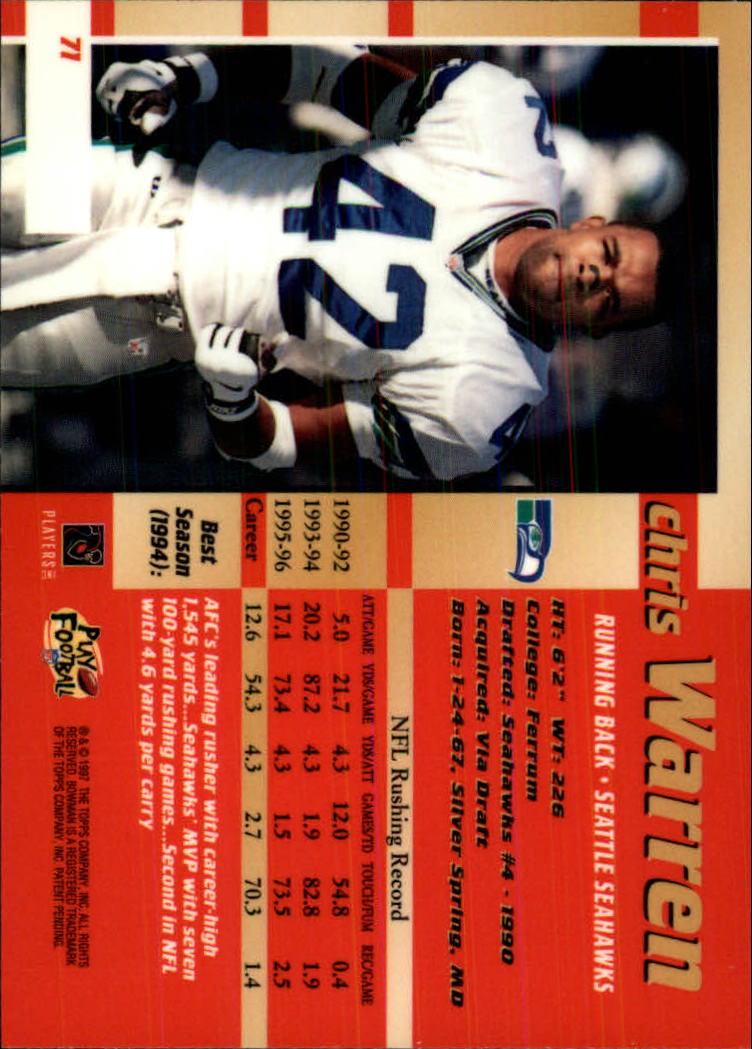 71
42
2
4
chris Warren
RUNNING BACK • SEATTLE SEAHAWKS
HT: 6'2" WT: 226
College: Ferrum
Drafted: Seahawks #4 - 1990
Acquired: Via Draft
Born: 1-24-67, Silver Spring, MD
NFL Rushing Record
ATT/GAME YDS/GAME YDS/ATT GAMES/TD TOUCH/FUM REC/GAME
1990-92 5.0 21.7 4.3 12.0 54.8 0.4
1993-94 20.2 87.2 4.3 1.9 82.8 1.9
1995-96 17.1 73.4 4.3 1.5 73.5 2.5
Career 12.6 54.3 4.3 2.7 70.3 1.4
Best
Season
(1994):
AFC's leading rusher with career-high
1,545 yards...Seahawks' MVP with seven
100-yard rushing games...Second in NFL
with 4.6 yards per carry
PLAYERS INC
PLAY
FOOTBALL
® & © 1997 THE TOPPS COMPANY, INC. ALL RIGHTS
RESERVED. BOWMAN IS A REGISTERED TRADEMARK
OF THE TOPPS COMPANY, INC. PATENT PENDING.